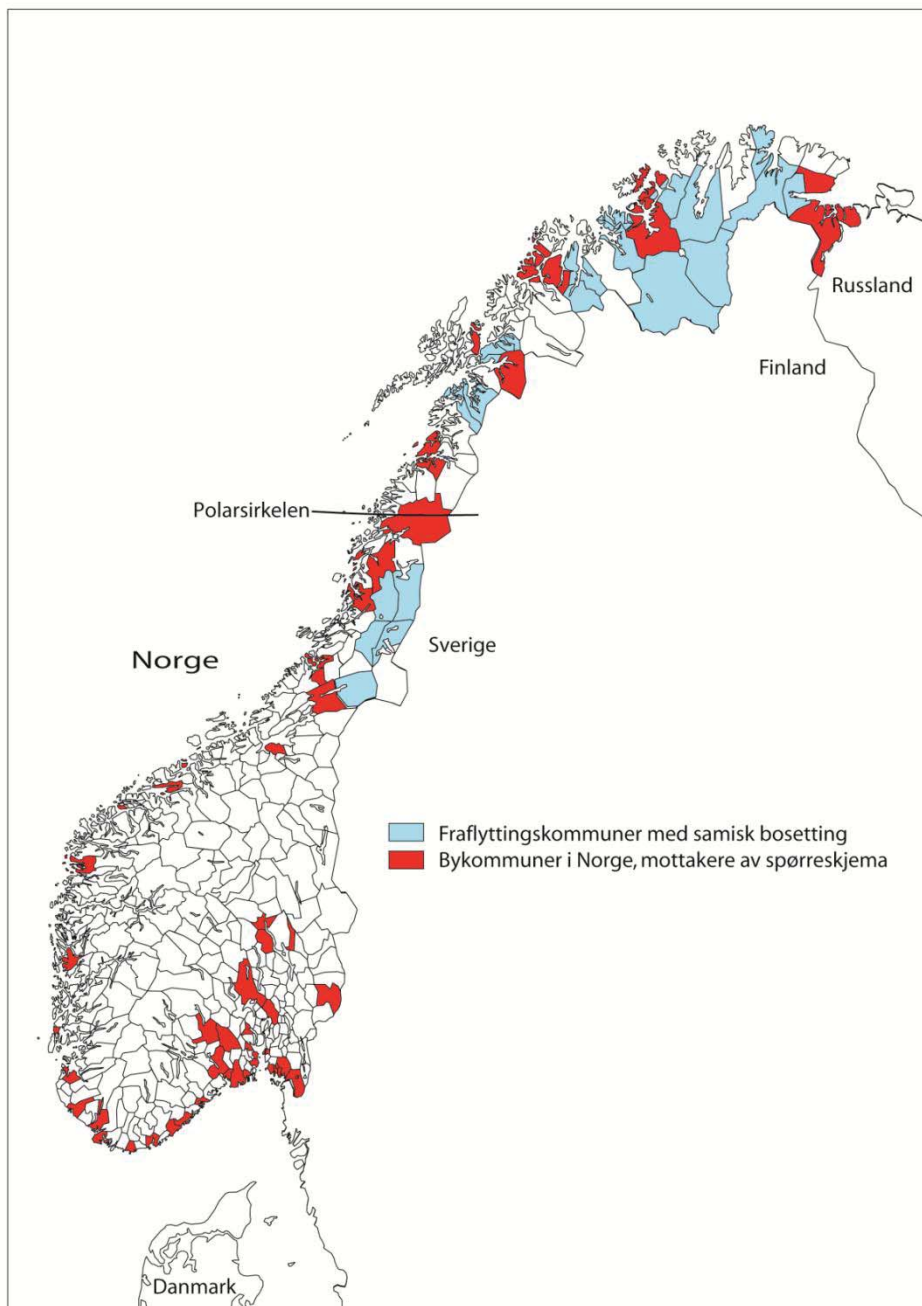 Russland
Finland
Polarsirkelen
Sverige
Norge
Fraflyttingskommuner med samisk bosetting
Bykommuner i Norge, mottakere av spørreskjema
Danmark